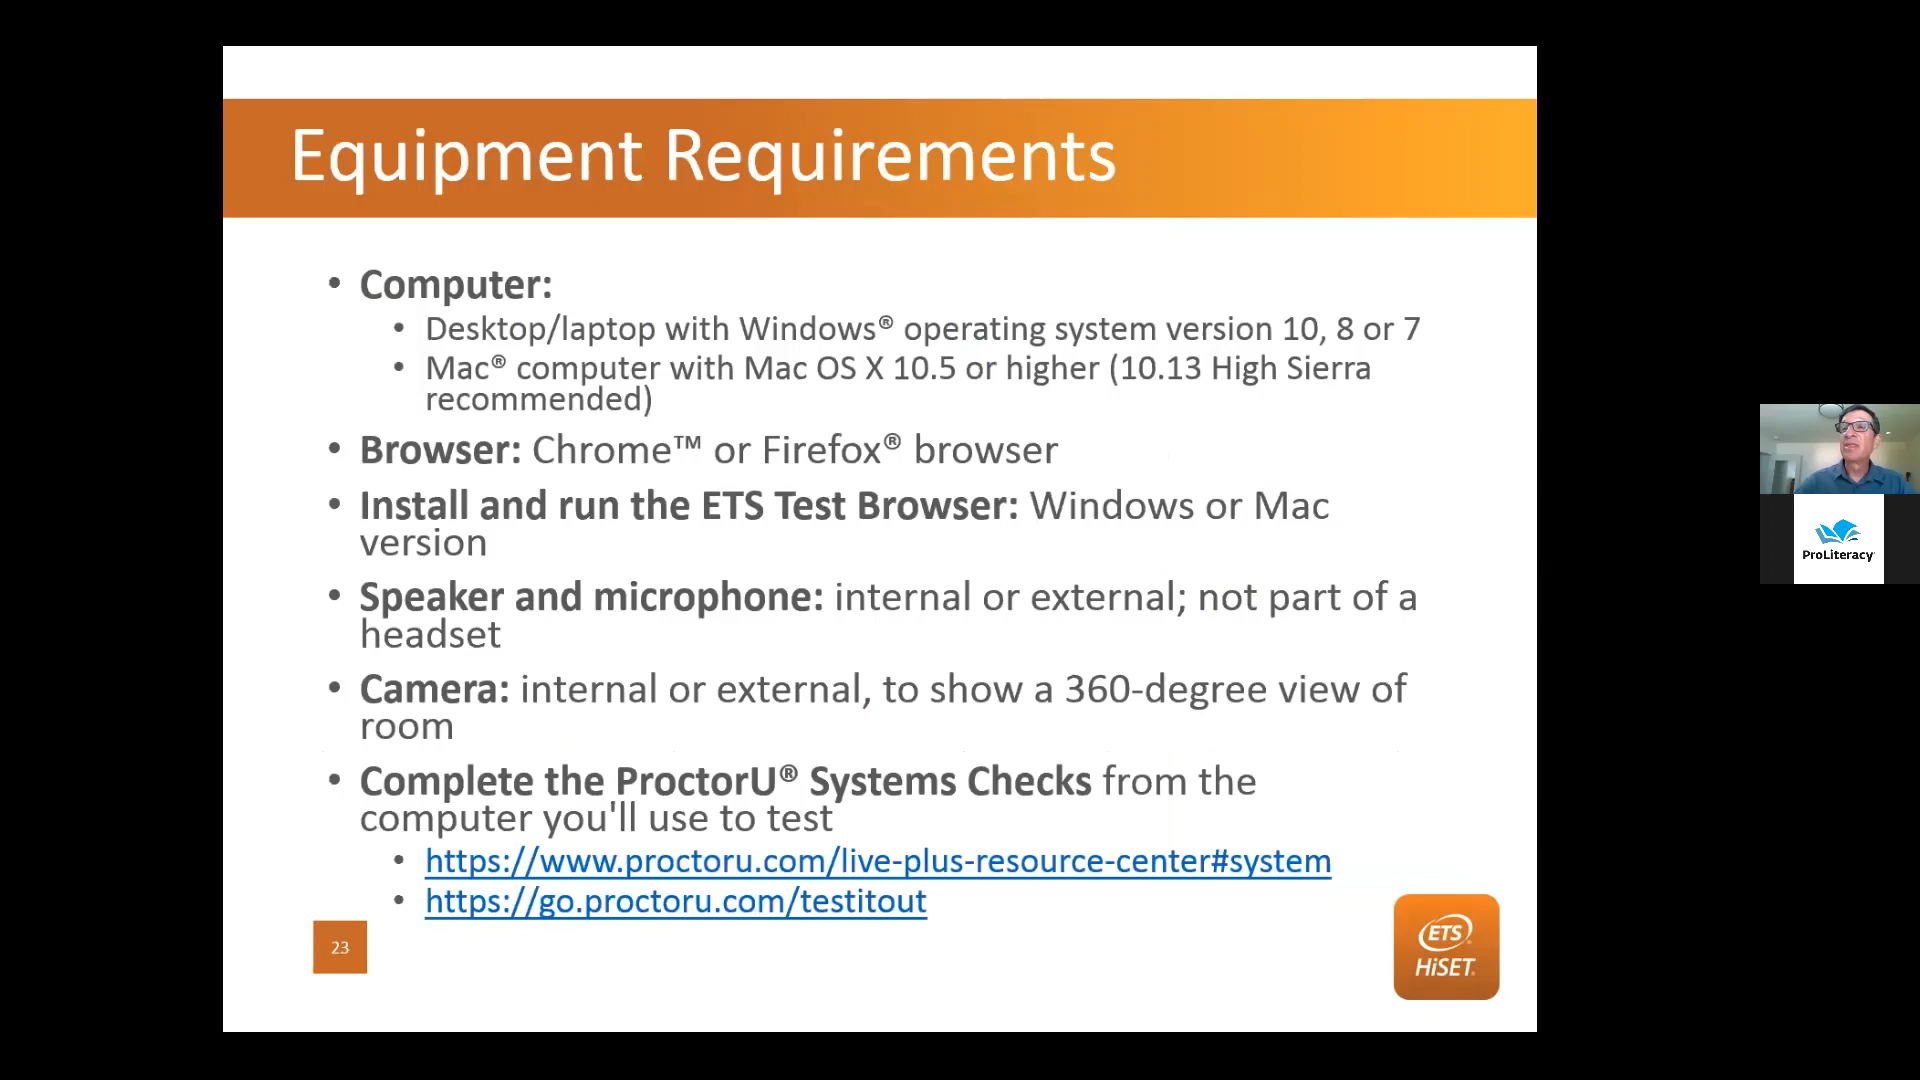 Equipment Requirements
• Computer:
• Desktop/laptop with Windows® operating system version 10, 8 or 7
• Mac® computer with Mac OS X 10.5 or higher (10.13 High Sierra
recommended)
• Browser: Chrome™ or Firefox® browser
• Install and run the ETS Test Browser: Windows or Mac
version
• Speaker and microphone: internal or external; not part of a
headset
• Camera: internal or external, to show a 360-degree view of
room
• Complete the ProctorU® Systems Checks from the
computer you'll use to test
• https://www.proctoru.com/live-plus-resource-center#system
• https://go.proctoru.com/testitout
23
ETS®
HiSET®
ProLiteracy